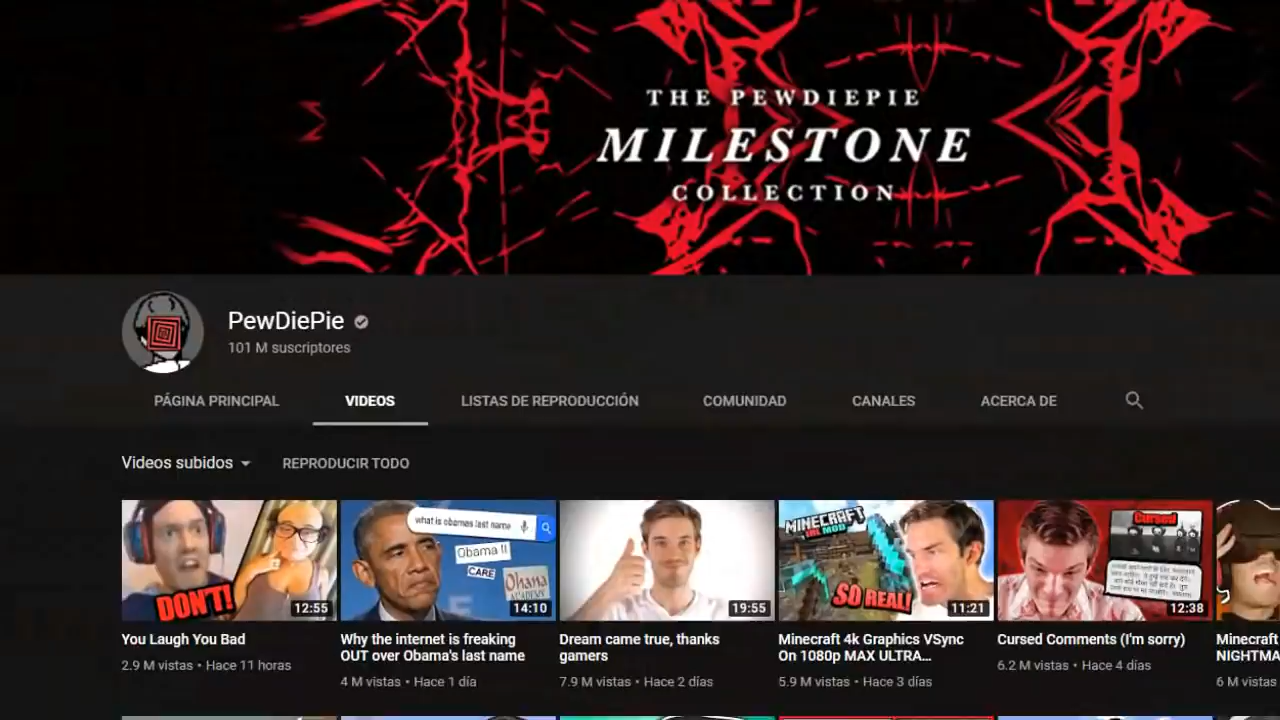 THE PEWDIEPIE
MILESTONE
COLLECTION
PewDiePie
101 M suscriptores
PÁGINA PRINCIPAL
VIDEOS
LISTAS DE REPRODUCCIÓN
COMUNIDAD
CANALES
ACERCA DE
Videos subidos
REPRODUCIR TODO
DON'T!
12:55
what is obamas last name
Obama II
CARE
Ohana
ACADEMY
14:10
19:55
MINECRAFT
IRL MOD
SO REAL!
11:21
Cursed
12:38
You Laugh You Bad
2.9 M vistas • Hace 11 horas
Why the internet is freaking
OUT over Obama's last name
4 M vistas • Hace 1 día
Dream came true, thanks
gamers
7.9 M vistas • Hace 2 días
Minecraft 4k Graphics VSync
On 1080p MAX ULTRA...
5.9 M vistas • Hace 3 días
Cursed Comments (I'm sorry)
6.2 M vistas • Hace 4 días
Minecraft
NIGHTMA
6 M vistas